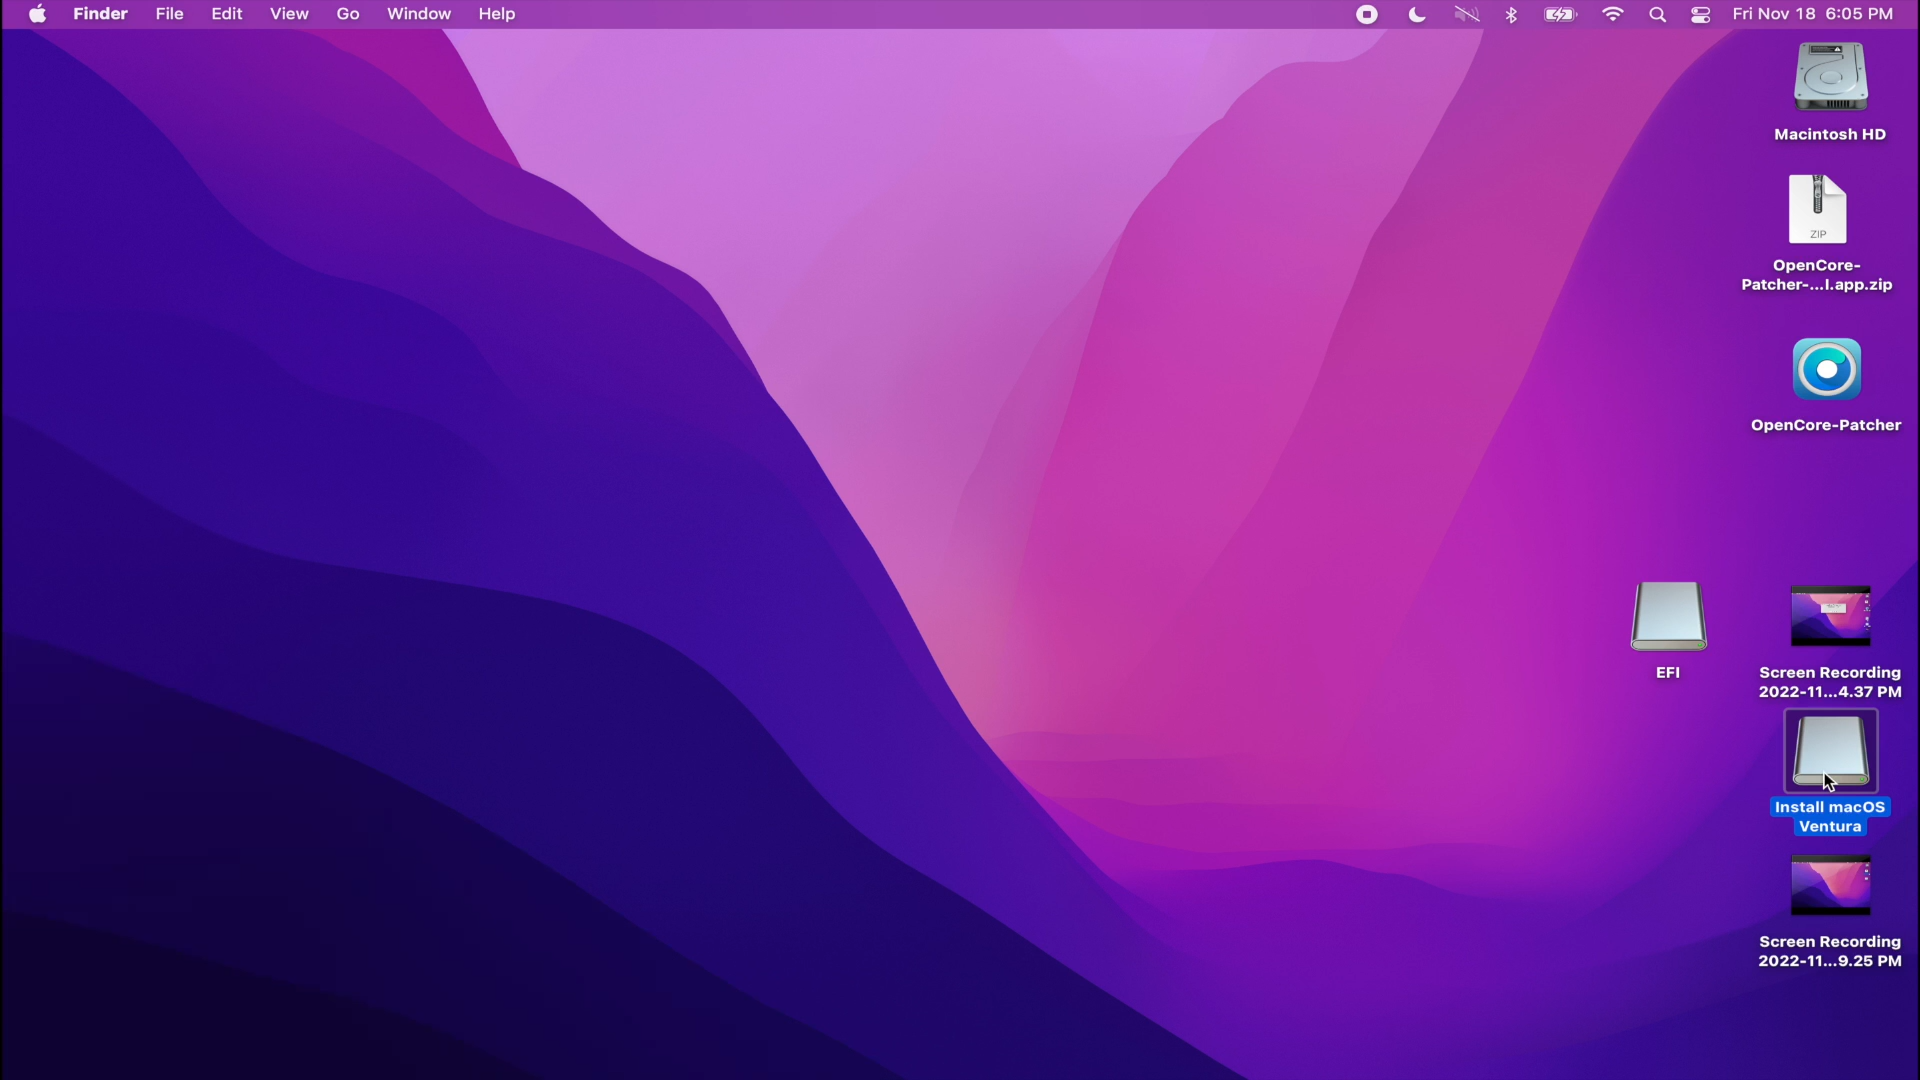 Finder File Edit View Go Window Help Fri Nov 18 6:05 PM
Macintosh HD
ZIP
OpenCore-
Patcher-...l.app.zip
OpenCore-Patcher
EFI
Screen Recording
2022-11...4.37 PM
Install macOS
Ventura
Screen Recording
2022-11...9.25 PM